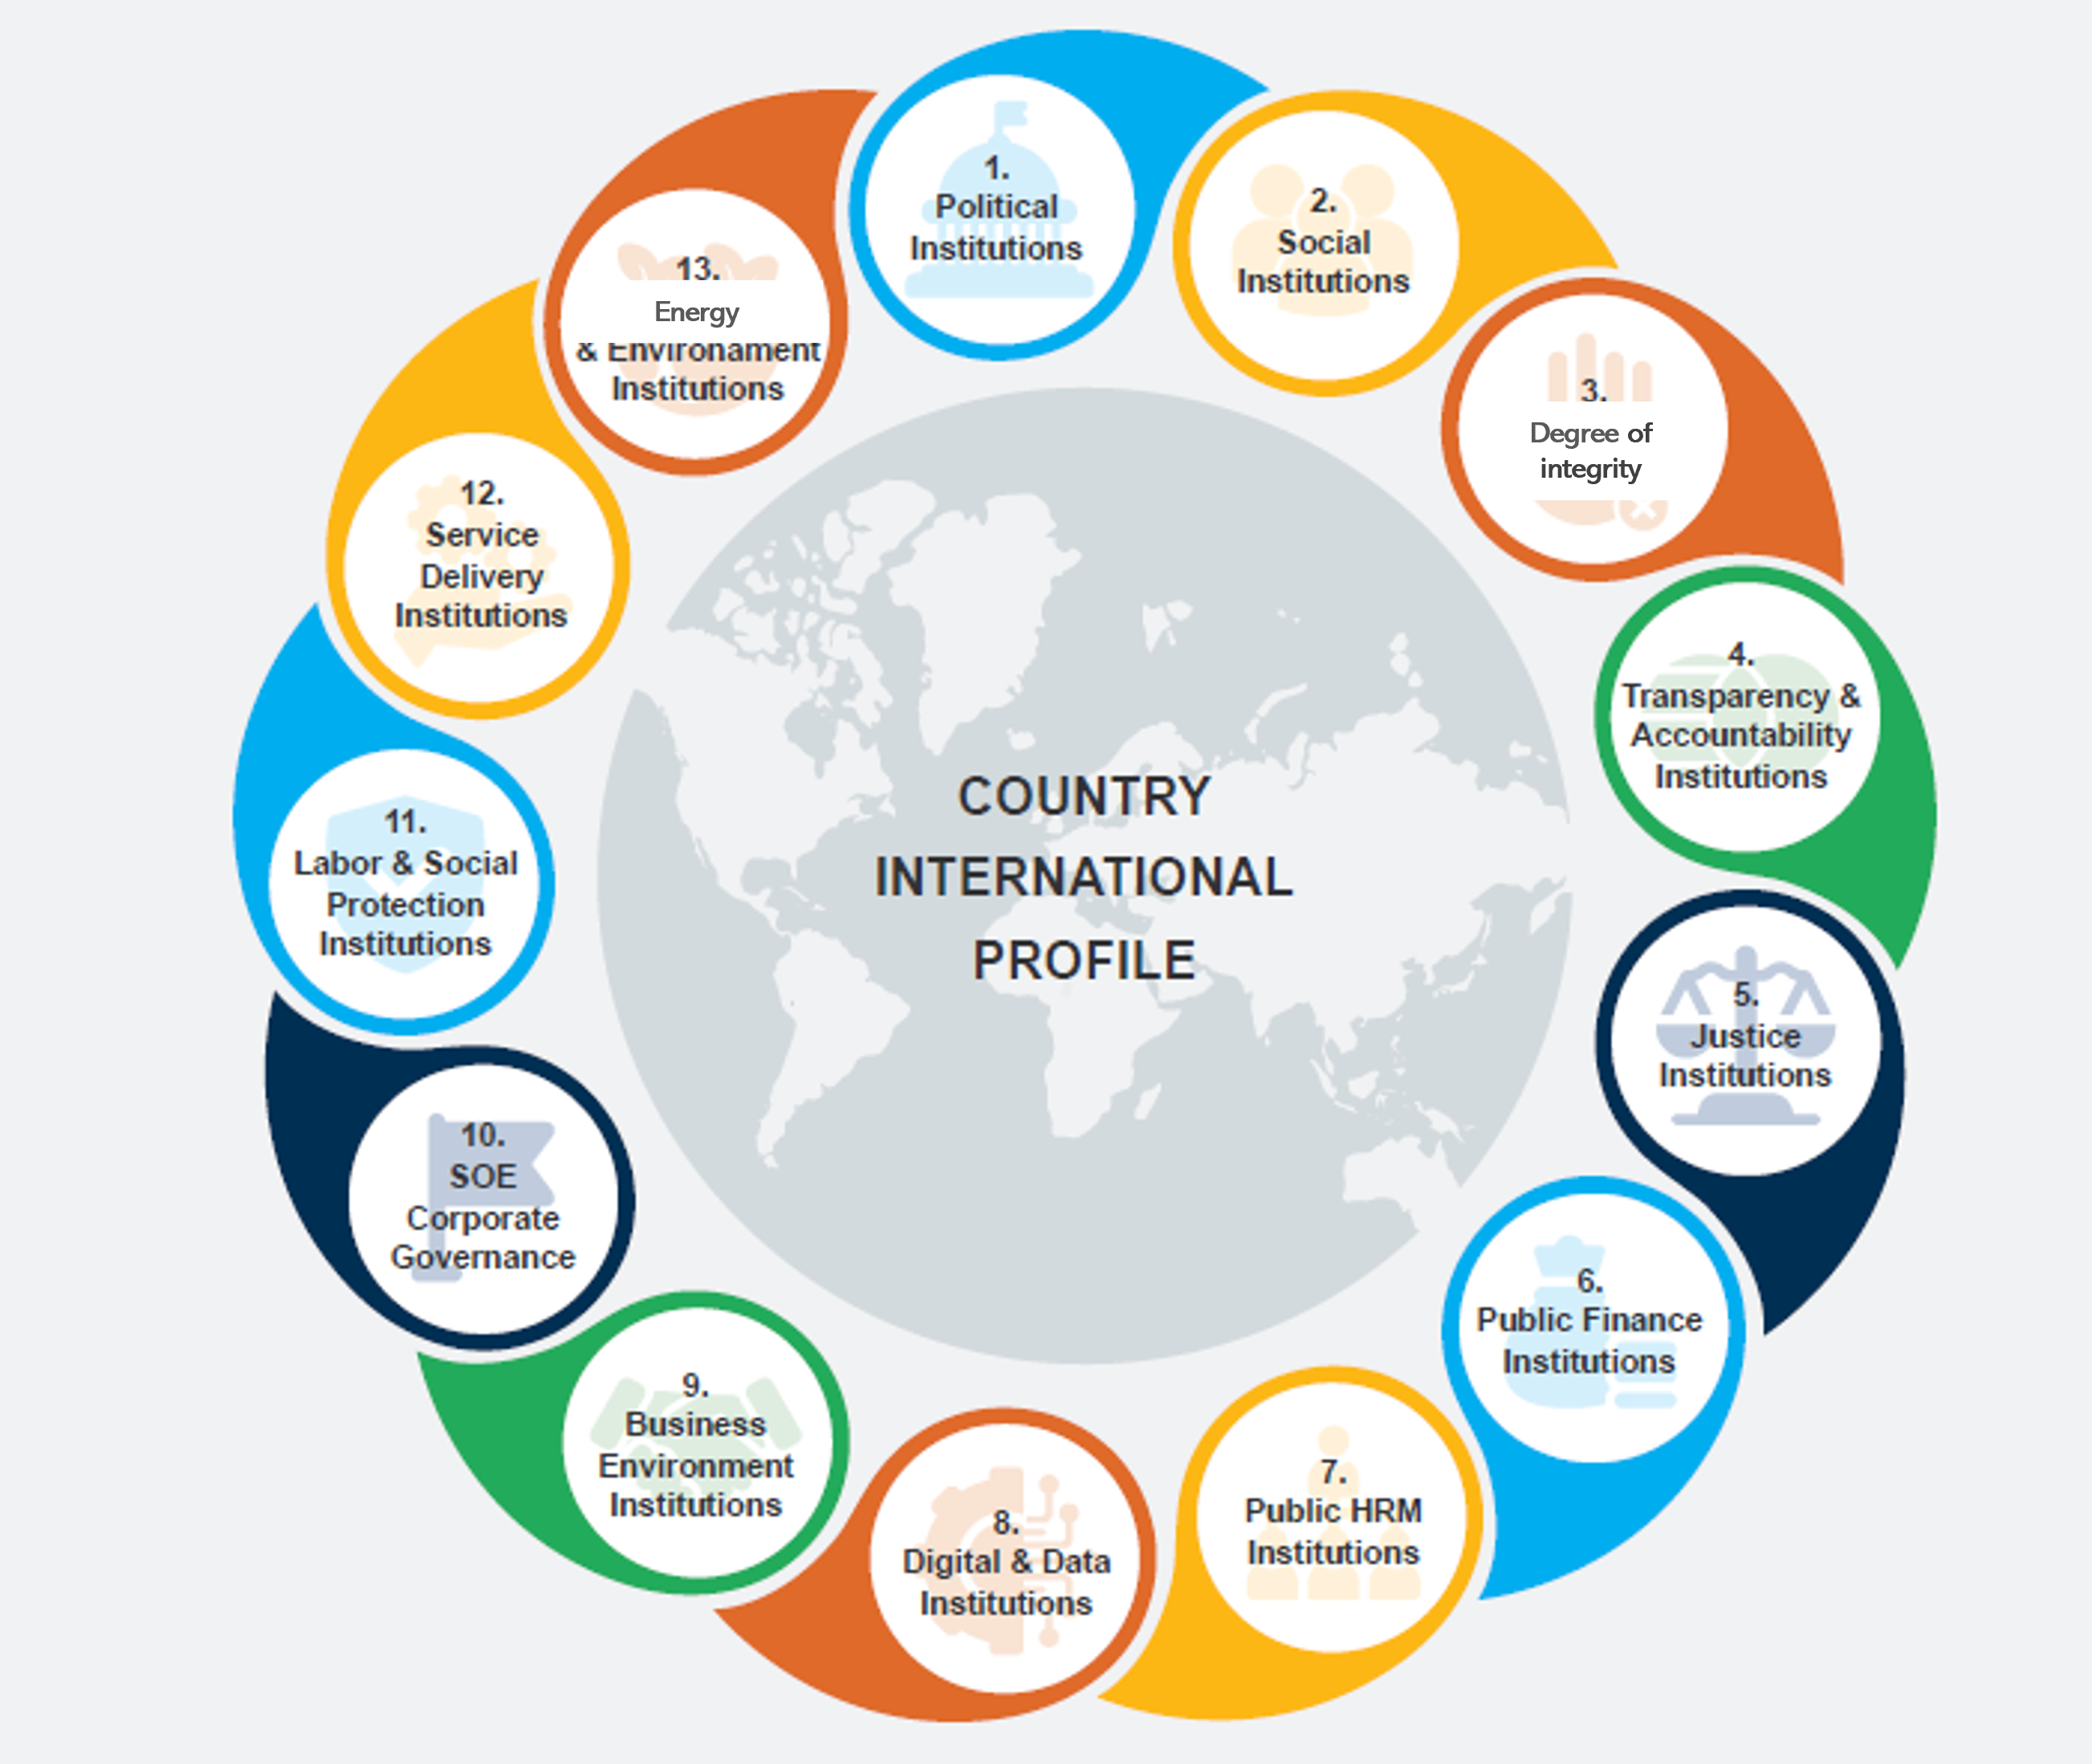 1.
Political
Institutions
2.
Social
Institutions
3.
Degree of
integrity
4.
Transparency &
Accountability
Institutions
5.
Justice
Institutions
6.
Public Finance
Institutions
7.
Public HRM
Institutions
8.
Digital & Data
Institutions
9.
Business
Environment
Institutions
10.
SOE
Corporate
Governance
11.
Labor & Social
Protection
Institutions
12.
Service
Delivery
Institutions
13.
Energy
& Environament
Institutions
COUNTRY
INTERNATIONAL
PROFILE